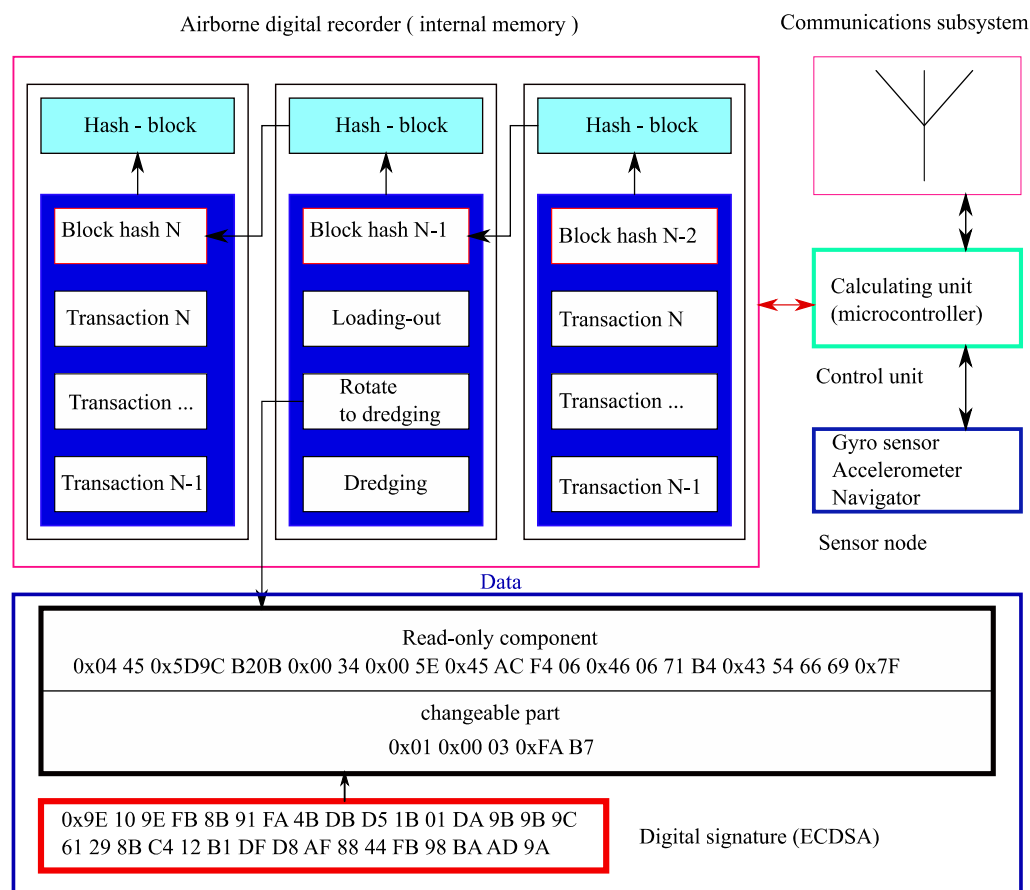 Airborne digital recorder ( internal memory )
Communications subsystem
Hash - block
Hash - block
Hash - block
Block hash N
Block hash N-1
Block hash N-2
Transaction N
Loading-out
Transaction N
Transaction ...
Rotate
to dredging
Transaction ...
Transaction N-1
Dredging
Transaction N-1
Calculating unit
(microcontroller)
Control unit
Gyro sensor
Accelerometer
Navigator
Sensor node
Data
Read-only component
0x04 45 0x5D9C B20B 0x00 34 0x00 5E 0x45 AC F4 06 0x46 06 71 B4 0x43 54 66 69 0x7F
changeable part
0x01 0x00 03 0xFA B7
0x9E 10 9E FB 8B 91 FA 4B DB D5 1B 01 DA 9B 9B 9C
61 29 8B C4 12 B1 DF D8 AF 88 44 FB 98 BA AD 9A
Digital signature (ECDSA)